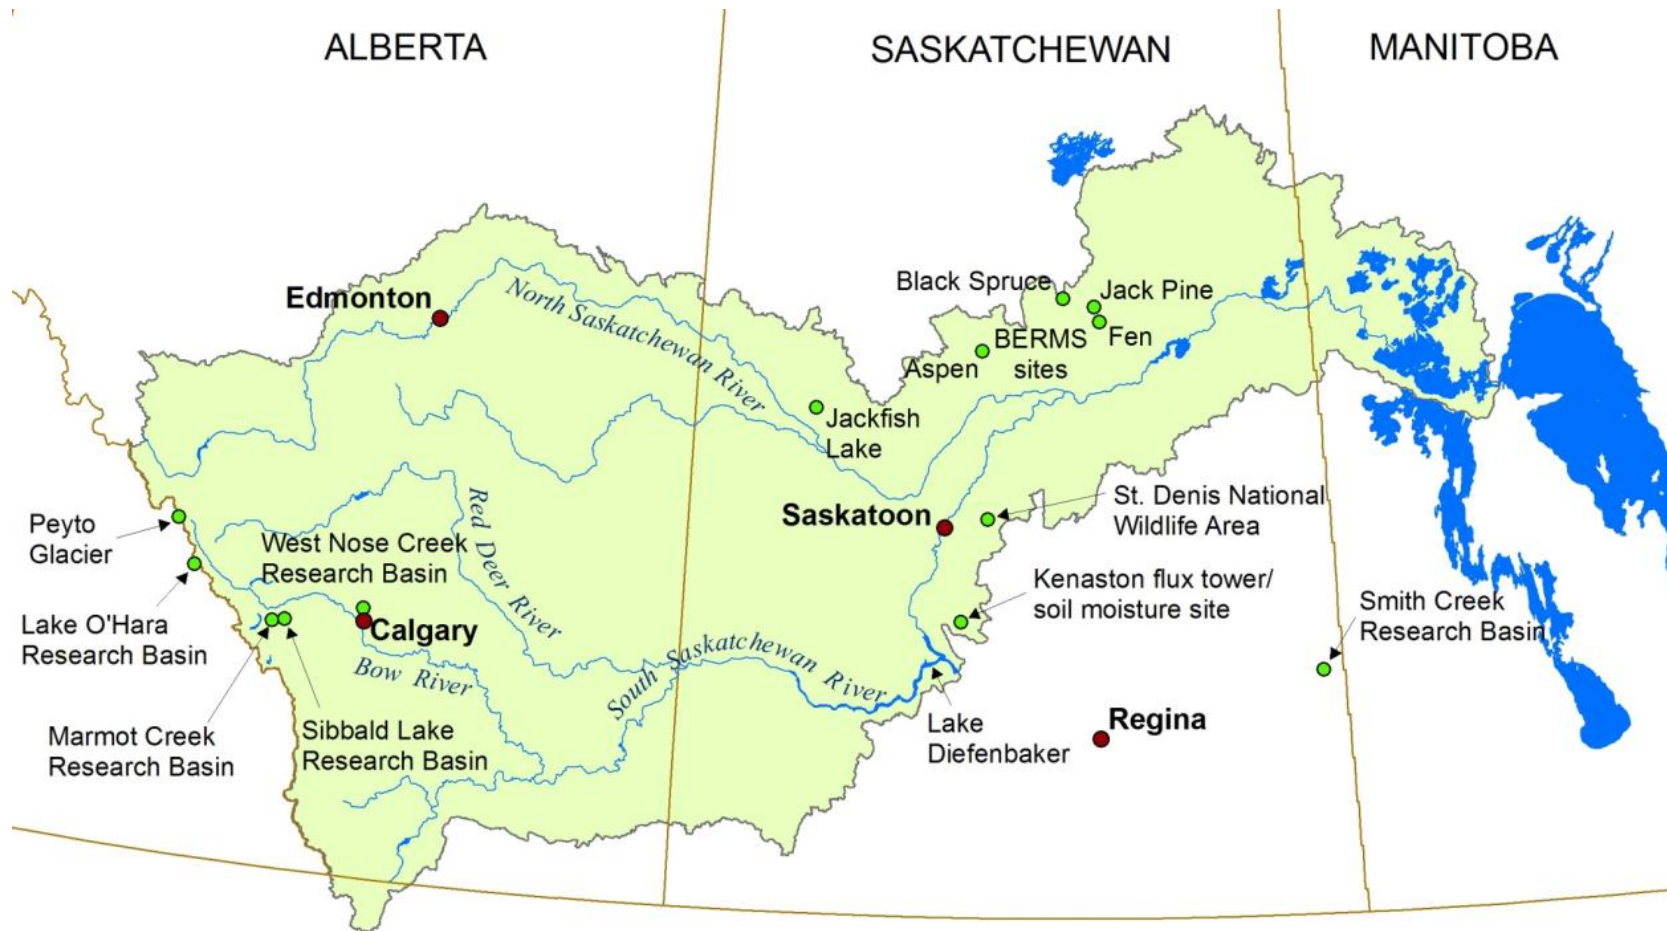 ALBERTA
SASKATCHEWAN
MANITOBA
Edmonton
North Saskatchewan River
Black Spruce
Jack Pine
BERMS
sites
Fen
Aspen
Jackfish
Lake
Saskatoon
St. Denis National
Wildlife Area
Peyto
Glacier
West Nose Creek
Research Basin
Red Deer River
Kenaston flux tower/
soil moisture site
Smith Creek
Research Basin
Lake O'Hara
Research Basin
Calgary
Bow River
South Saskatchewan River
Marmot Creek
Research Basin
Sibbald Lake
Research Basin
Lake
Diefenbaker
Regina